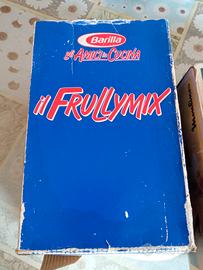 Barilla
gli AMICI in CUCINA
il FRULLYMIX